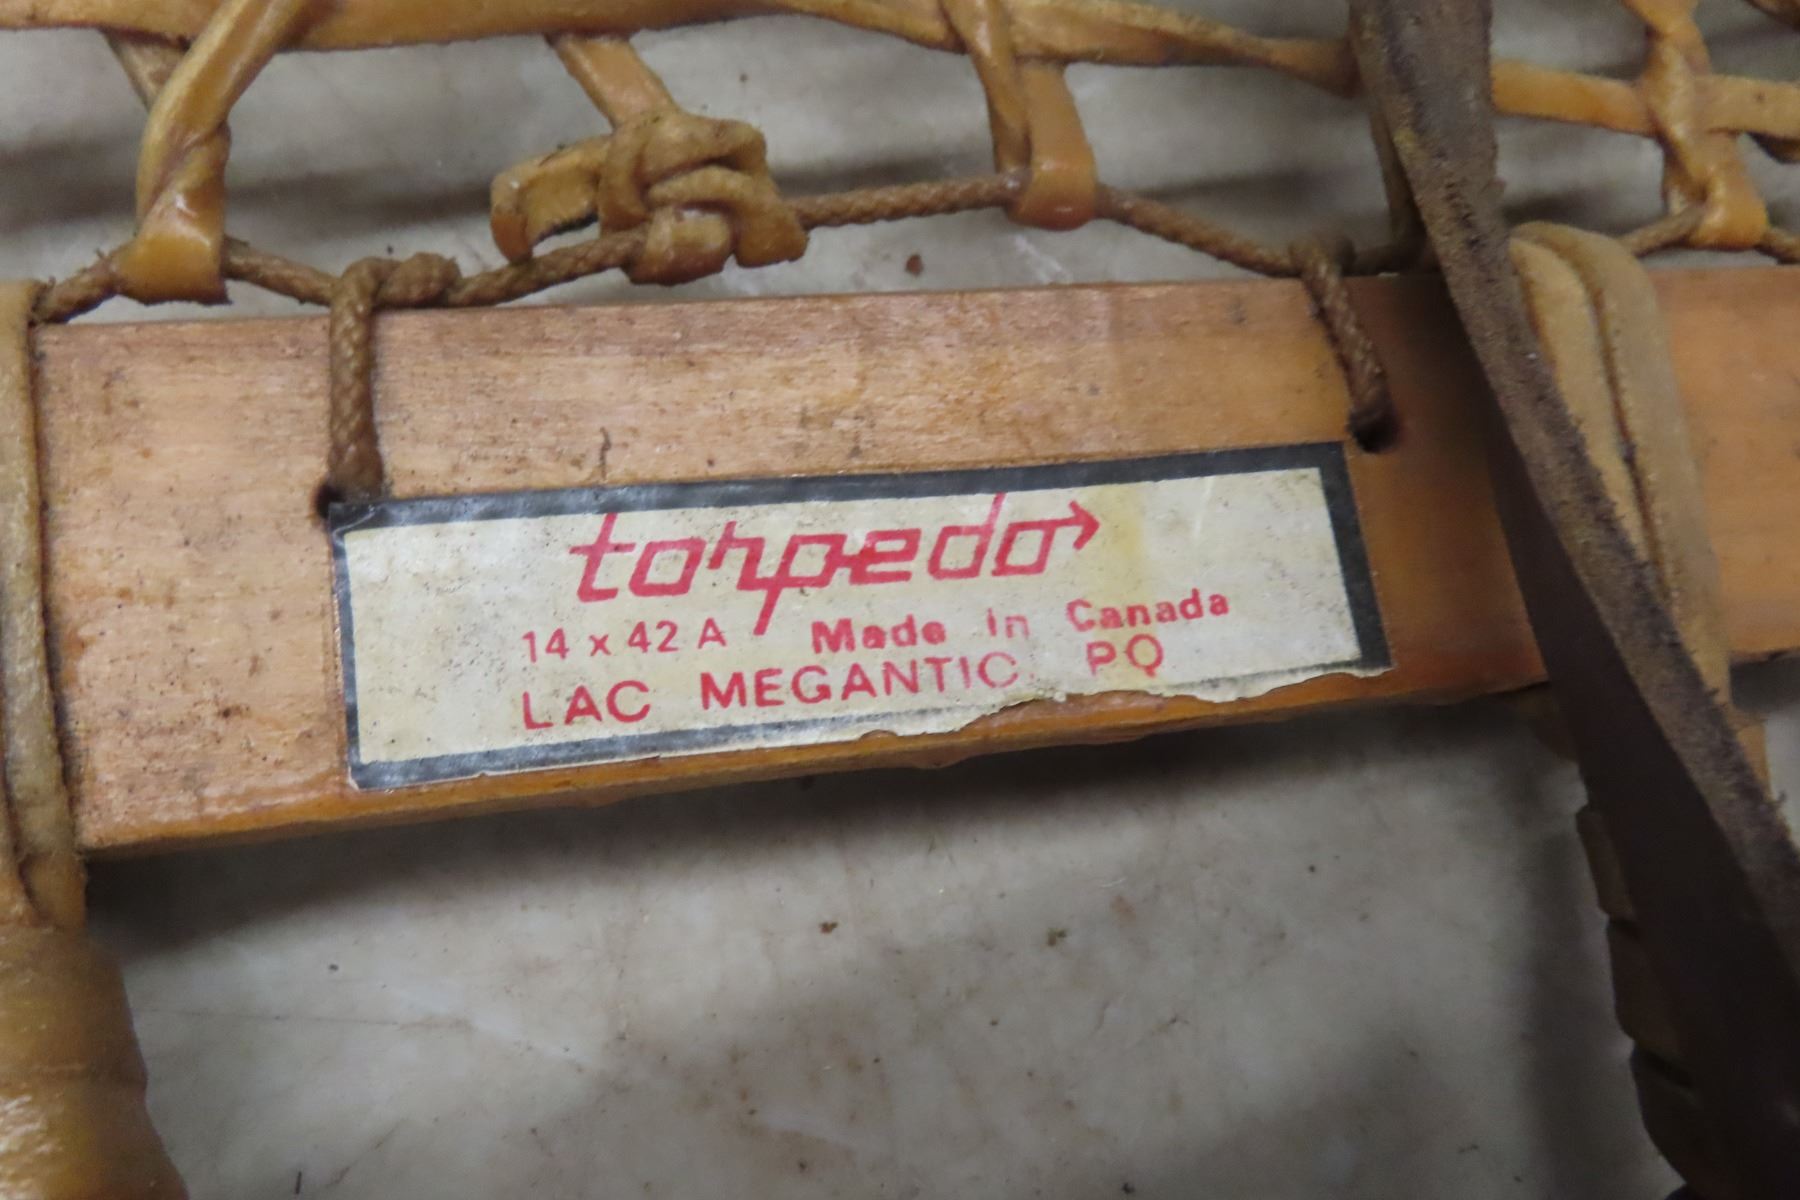 torpedo
14 x 42 A Made in Canada
LAC MEGANTIC PQ